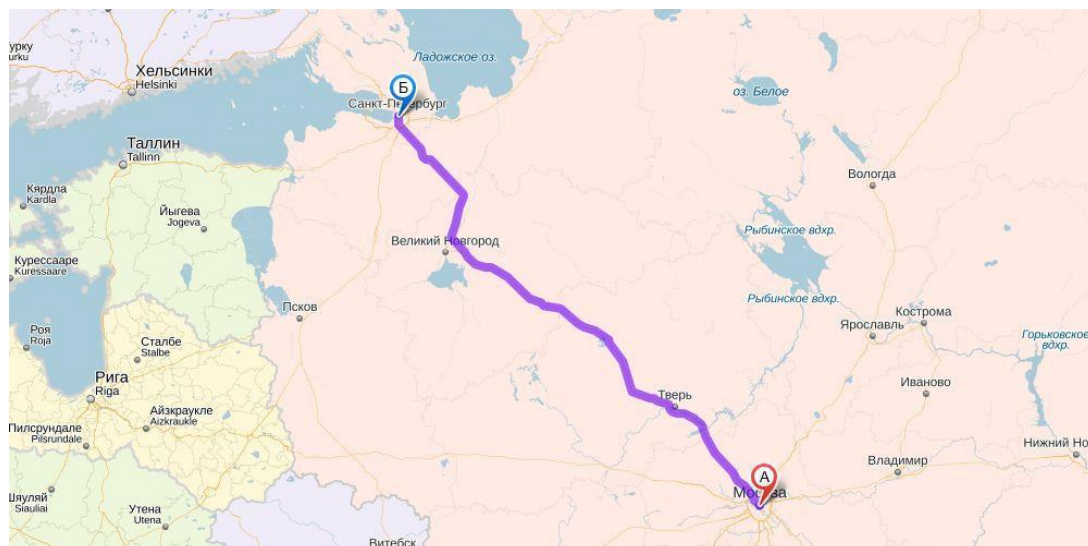 урку
urku
Хельсинки
Helsinki
Ладожское оз.
Б
Санкт-Петербург
оз. Белое
Таллин
Tallinn
Вологда
Кярдла
Kardla
Йыгева
Jogeva
Рыбинское вдхр.
Великий Новгород
Курессааре
Kuressaare
Рыбинское вдхр.
Псков
Кострома
Роя
Roja
Сталбе
Stalbe
Ярославль
Горьковское
вдхр.
Рига
Riga
Иваново
Тверь
Айзкраукле
Aizkraukle
Пилсрундале
Pilsrundale
Нижний Но
Владимир
А
Москва
Шяуляй
Siauliai
Утена
Utena
Витебск